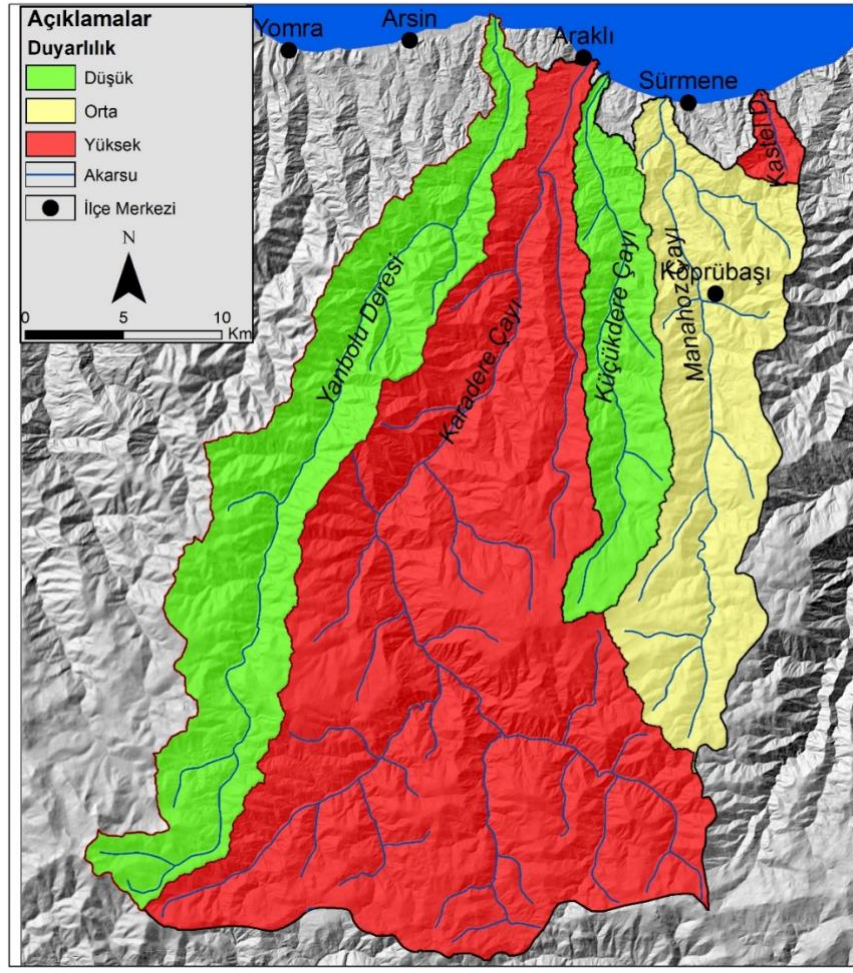 Açıklamalar
Duyarlılık
Düşük
Orta
Yüksek
Akarsu
İlçe Merkezi
N
0 5 10
Km
Yomra
Arsin
Araklı
Sürmene
Kastel D.
Köprübaşı
Yanbolu Deresi
Karadere Çayı
Küçükdere Çayı
Manahoz Çayı